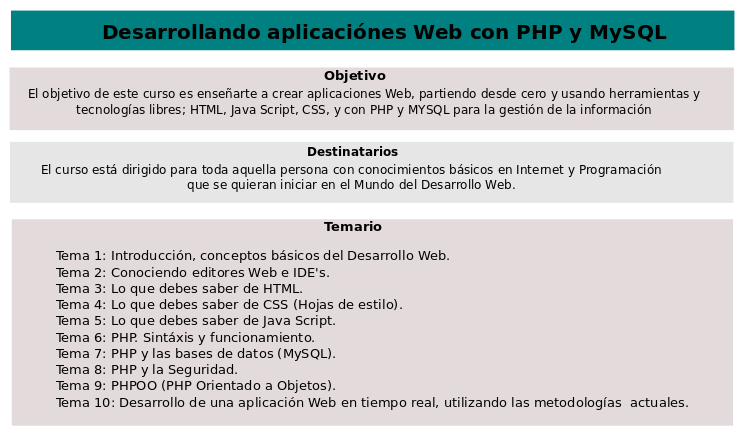 Desarrollando aplicaciónes Web con PHP y MySQL
Objetivo
El objetivo de este curso es enseñarte a crear aplicaciones Web, partiendo desde cero y usando herramientas y
tecnologías libres; HTML, Java Script, CSS, y con PHP y MYSQL para la gestión de la información
Destinatarios
El curso está dirigido para toda aquella persona con conocimientos básicos en Internet y Programación
que se quieran iniciar en el Mundo del Desarrollo Web.
Temario
Tema 1: Introducción, conceptos básicos del Desarrollo Web.
Tema 2: Conociendo editores Web e IDE's.
Tema 3: Lo que debes saber de HTML.
Tema 4: Lo que debes saber de CSS (Hojas de estilo).
Tema 5: Lo que debes saber de Java Script.
Tema 6: PHP. Sintáxis y funcionamiento.
Tema 7: PHP y las bases de datos (MySQL).
Tema 8: PHP y la Seguridad.
Tema 9: PHPOO (PHP Orientado a Objetos).
Tema 10: Desarrollo de una aplicación Web en tiempo real, utilizando las metodologías  actuales.